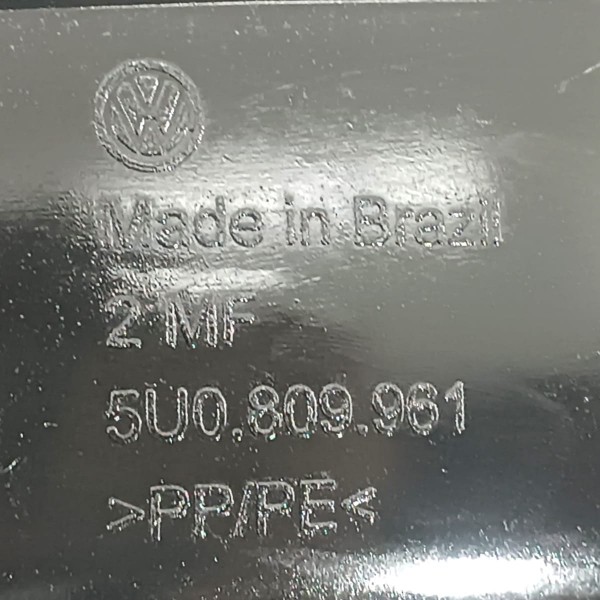 Made in Brazil
2 MF
5U0.809.961
>PP/PE<